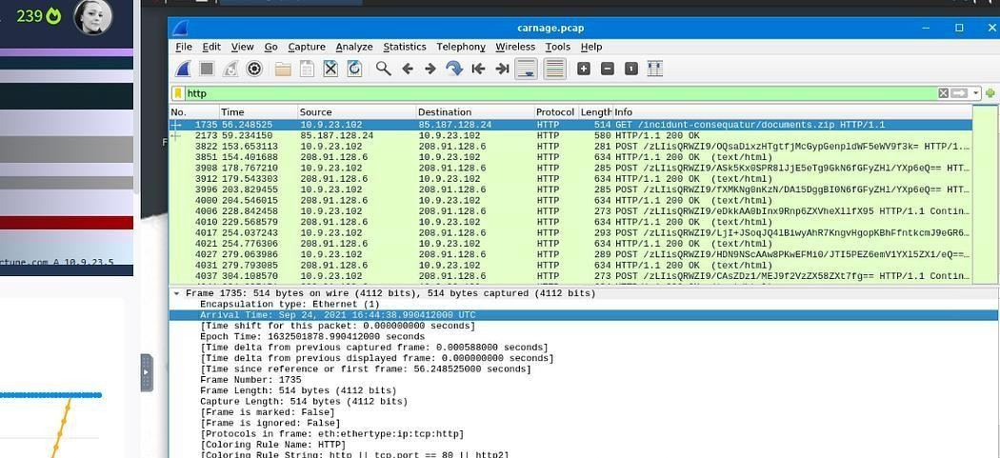 239
carnage.pcap
File Edit View Go Capture Analyze Statistics Telephony Wireless Tools Help
http
No. Time Source Destination Protocol Length Info
1735 56.248525 10.9.23.102 85.187.128.24 HTTP 514 GET /incidunt-consequatur/documents.zip HTTP/1.1
2173 59.234150 85.187.128.24 10.9.23.102 HTTP 580 HTTP/1.1 200 OK
3822 153.653113 10.9.23.102 208.91.128.6 HTTP 281 POST /zLIisQRWZI9/OQsaDixzHTgtfjMcGypGenpldWF5eWV9f3k= HTTP/1.…
3851 154.401688 208.91.128.6 10.9.23.102 HTTP 634 HTTP/1.1 200 OK (text/html)
3908 178.767210 10.9.23.102 208.91.128.6 HTTP 285 POST /zLIisQRWZI9/ASk5Kx0SPR8lJjE5eTg9GkN6fGFyZHl/YXp6eQ== HTT…
3912 179.543303 208.91.128.6 10.9.23.102 HTTP 634 HTTP/1.1 200 OK (text/html)
3996 203.829455 10.9.23.102 208.91.128.6 HTTP 285 POST /zLIisQRWZI9/fXMKNg0nKzN/DA15DggBI0N6fGFyZHl/YXp6eQ== HTT…
4000 204.546015 208.91.128.6 10.9.23.102 HTTP 634 HTTP/1.1 200 OK (text/html)
4006 228.842458 10.9.23.102 208.91.128.6 HTTP 273 POST /zLIisQRWZI9/eDkkAA0bInx9Rnp6ZXVheXllfX95 HTTP/1.1 Contin…
4010 229.568579 208.91.128.6 10.9.23.102 HTTP 634 HTTP/1.1 200 OK (text/html)
4017 254.037243 10.9.23.102 208.91.128.6 HTTP 293 POST /zLIisQRWZI9/LjI+JSoqJQ4lBiwyAhR7KngvHgopKBhFfntkcmJ9eGR6…
4021 254.776306 208.91.128.6 10.9.23.102 HTTP 634 HTTP/1.1 200 OK (text/html)
4027 279.063986 10.9.23.102 208.91.128.6 HTTP 289 POST /zLIisQRWZI9/HDN9NScAAw8PKwEFMi0/JTI5PEZ6emV1YXl5ZX1/eQ==…
4031 279.793085 208.91.128.6 10.9.23.102 HTTP 634 HTTP/1.1 200 OK (text/html)
4037 304.108570 10.9.23.102 208.91.128.6 HTTP 273 POST /zLIisQRWZI9/CAsZDz1/MEJ9f2VzZX58ZXt7fg== HTTP/1.1 Contin…
ctune.com A 10.9.23.5
Frame 1735: 514 bytes on wire (4112 bits), 514 bytes captured (4112 bits)
Encapsulation type: Ethernet (1)
Arrival Time: Sep 24, 2021 16:44:38.990412000 UTC
[Time shift for this packet: 0.000000000 seconds]
Epoch Time: 1632501878.990412000 seconds
[Time delta from previous captured frame: 0.000588000 seconds]
[Time delta from previous displayed frame: 0.000000000 seconds]
[Time since reference or first frame: 56.248525000 seconds]
Frame Number: 1735
Frame Length: 514 bytes (4112 bits)
Capture Length: 514 bytes (4112 bits)
[Frame is marked: False]
[Frame is ignored: False]
[Protocols in frame: eth:ethertype:ip:tcp:http]
[Coloring Rule Name: HTTP]
[Coloring Rule String: http || tcp.port == 80 || http2]